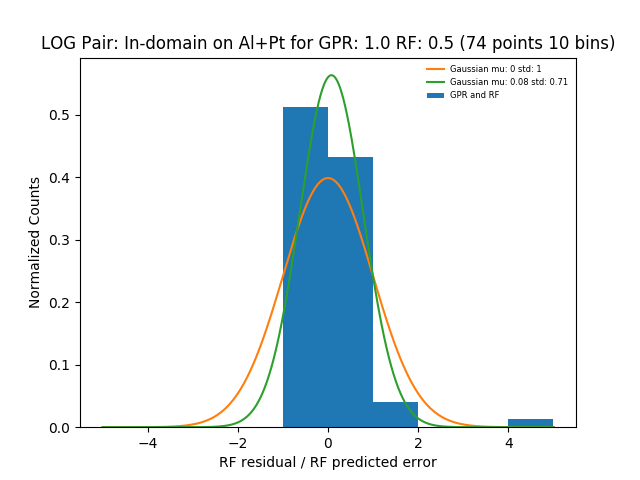 LOG Pair: In-domain on Al+Pt for GPR: 1.0 RF: 0.5 (74 points 10 bins)
Gaussian mu: 0 std: 1
Gaussian mu: 0.08 std: 0.71
GPR and RF
Normalized Counts
0.5
0.4
0.3
0.2
0.1
0.0
−4 −2 0 2 4
RF residual / RF predicted error